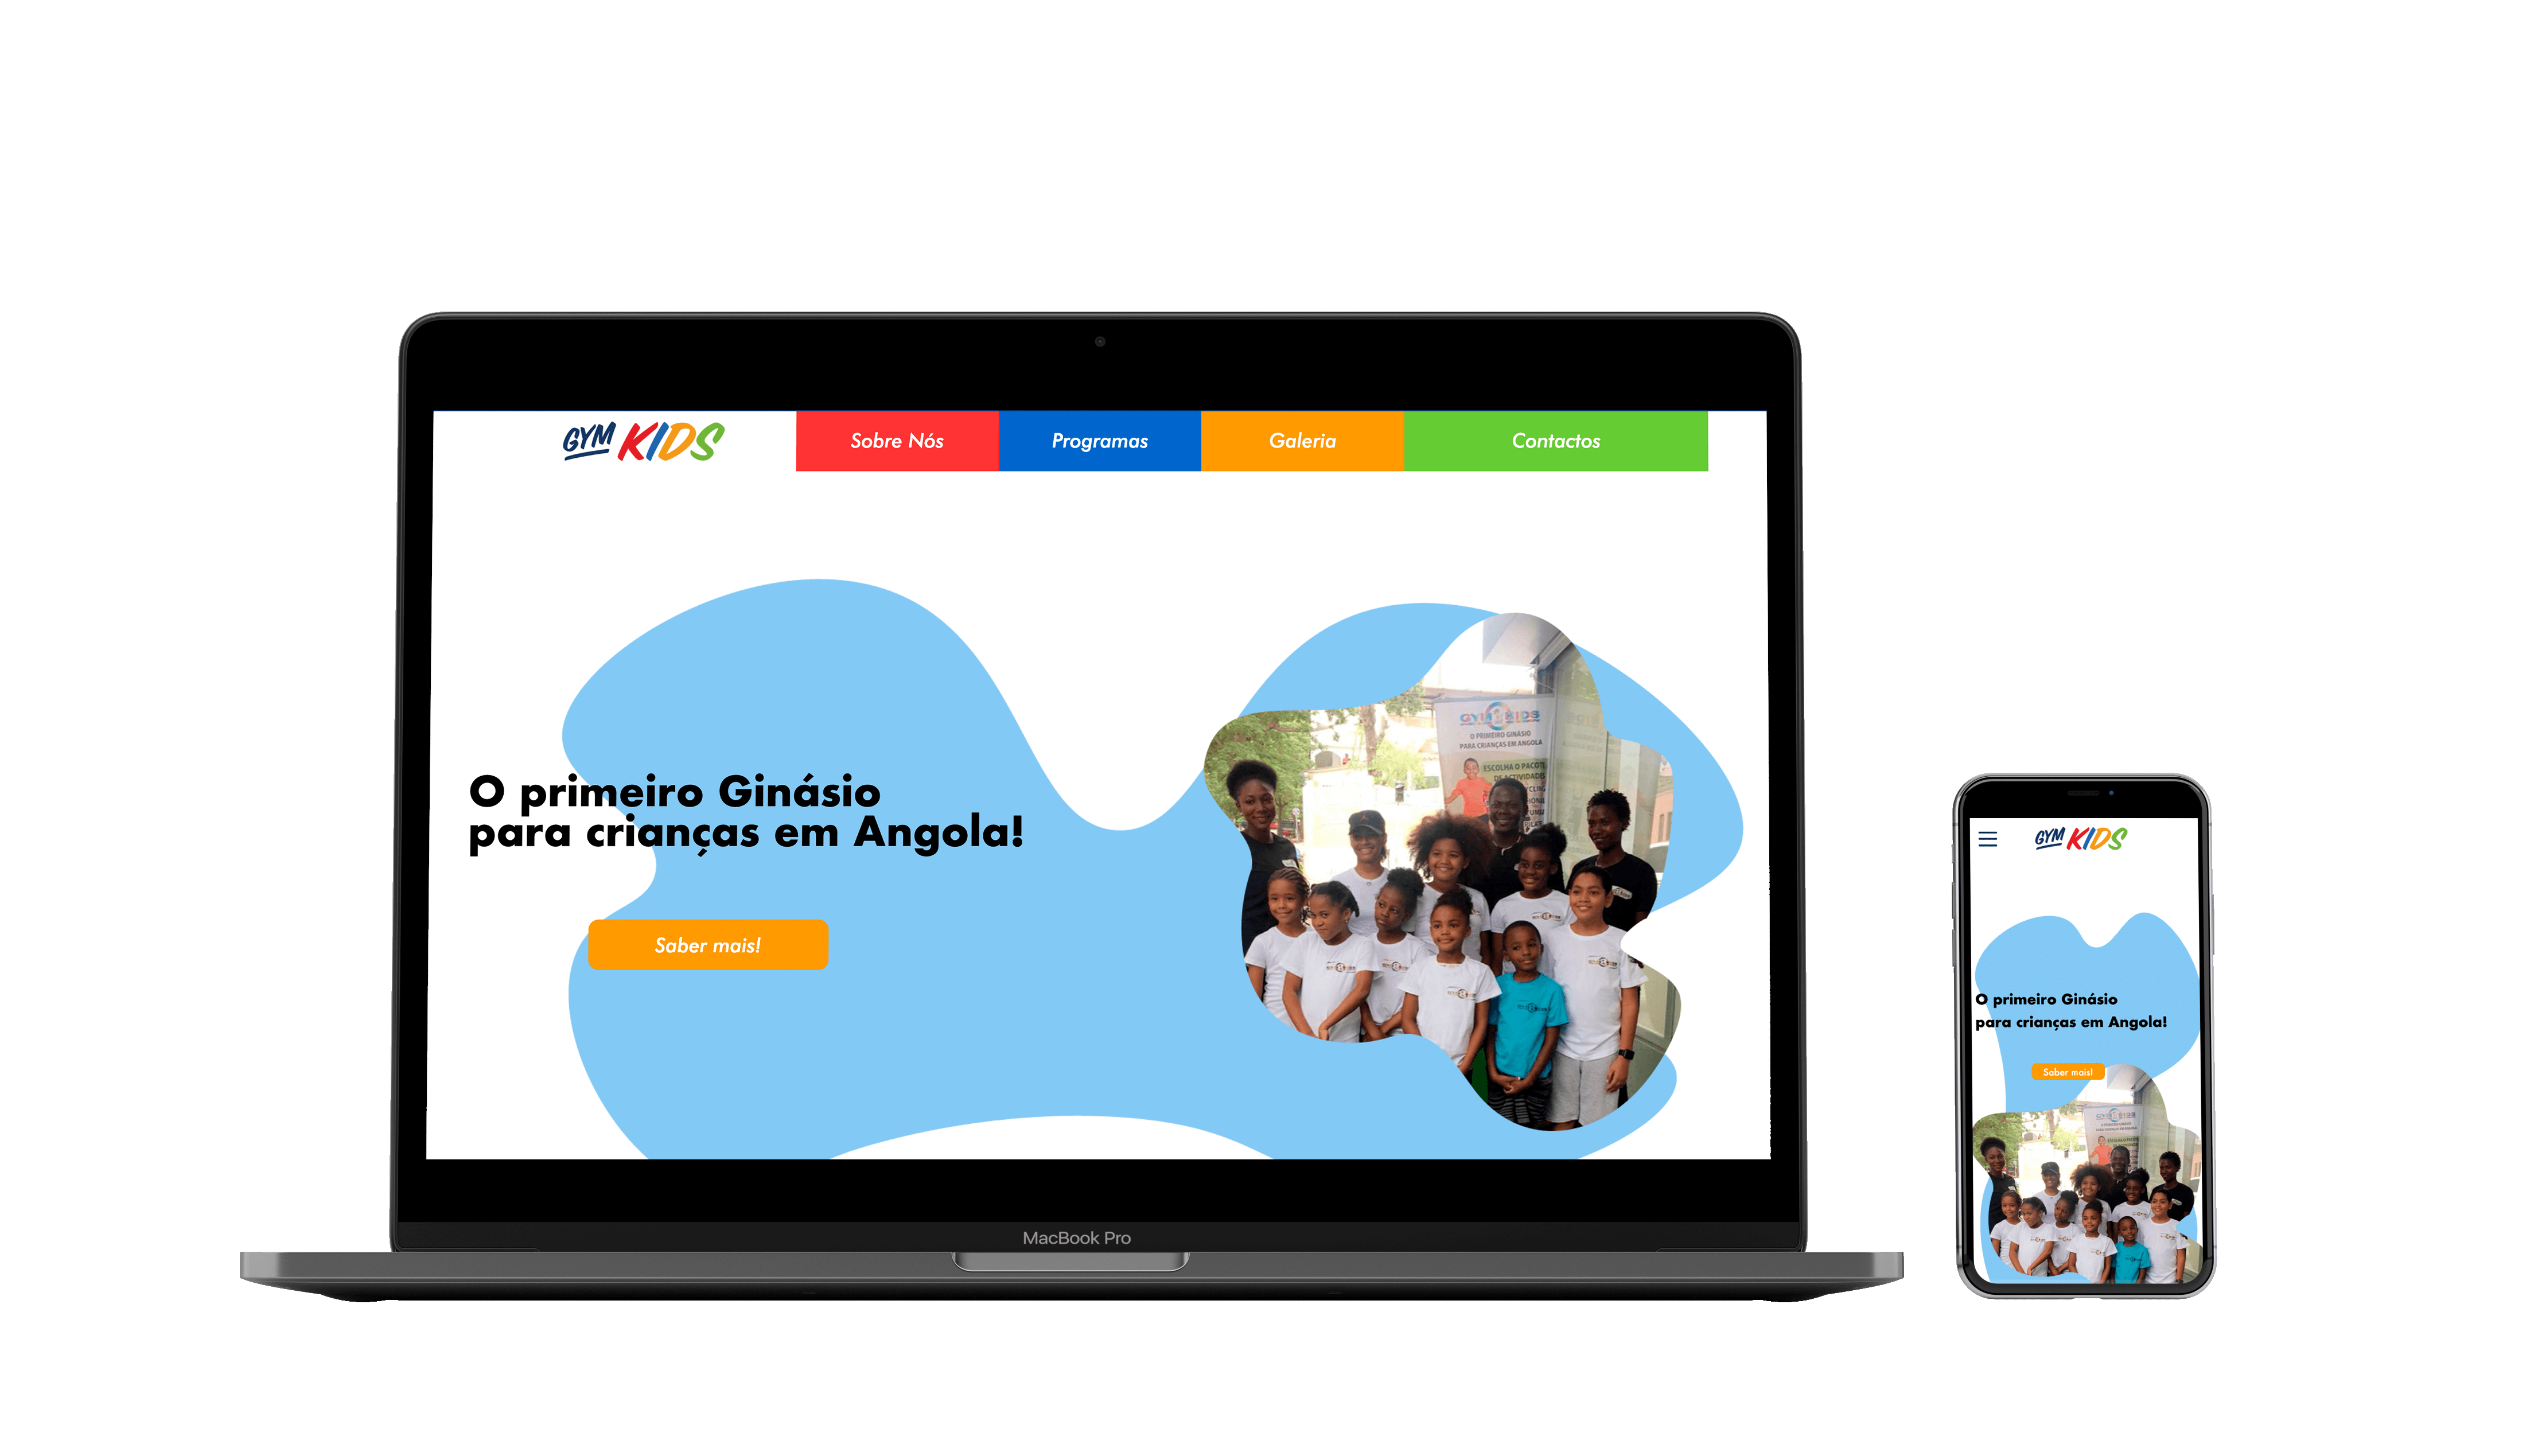 GYM KIDS
Sobre Nós
Programas
Galeria
Contactos
O primeiro Ginásio
para crianças em Angola!
Saber mais!
GYM KIDS
O PRIMEIRO GINÁSIO
PARA CRIANÇAS EM ANGOLA
ESCOLHA O PACOTE
DE ACTIVIDADES
MacBook Pro
GYM KIDS
O primeiro Ginásio
para crianças em Angola!
Saber mais!